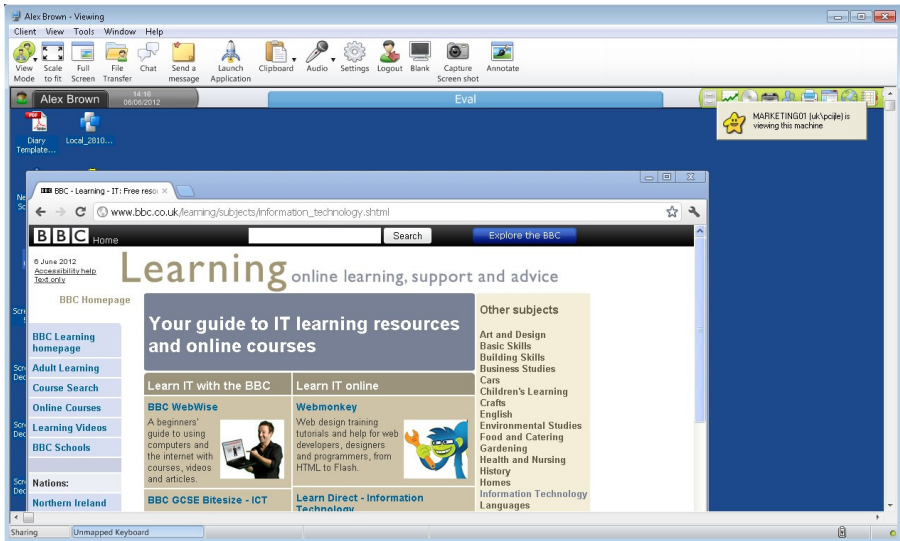 Alex Brown - Viewing
Client View Tools Window Help
View Mode
Scale to fit
Full Screen
File Transfer
Chat
Send a message
Launch Application
Clipboard
Audio
Settings
Logout
Blank
Capture Screen shot
Annotate
Alex Brown
14:16
06/06/2012
Eval
MARKETING01 (uk\pcijle) is
viewing this machine
PDF
Diary
Template...
Local_2810...
BBC - Learning - IT: Free resou
www.bbc.co.uk/learning/subjects/information_technology.shtml
BBC Home
Search
Explore the BBC
6 June 2012
Accessibility help
Text only
Learning online learning, support and advice
BBC Homepage
BBC Learning
homepage
Adult Learning
Course Search
Online Courses
Learning Videos
BBC Schools
Nations:
Northern Ireland
Your guide to IT learning resources
and online courses
Learn IT with the BBC
BBC WebWise
A beginners'
guide to using
computers and
the internet with
courses, videos
and articles.
BBC GCSE Bitesize - ICT
Learn IT online
Webmonkey
Web design training
tutorials and help for web
developers, designers
and programmers, from
HTML to Flash.
Learn Direct - Information
Technology
Other subjects
Art and Design
Basic Skills
Building Skills
Business Studies
Cars
Children's Learning
Crafts
English
Environmental Studies
Food and Catering
Gardening
Health and Nursing
History
Homes
Information Technology
Languages
Sharing
Unmapped Keyboard